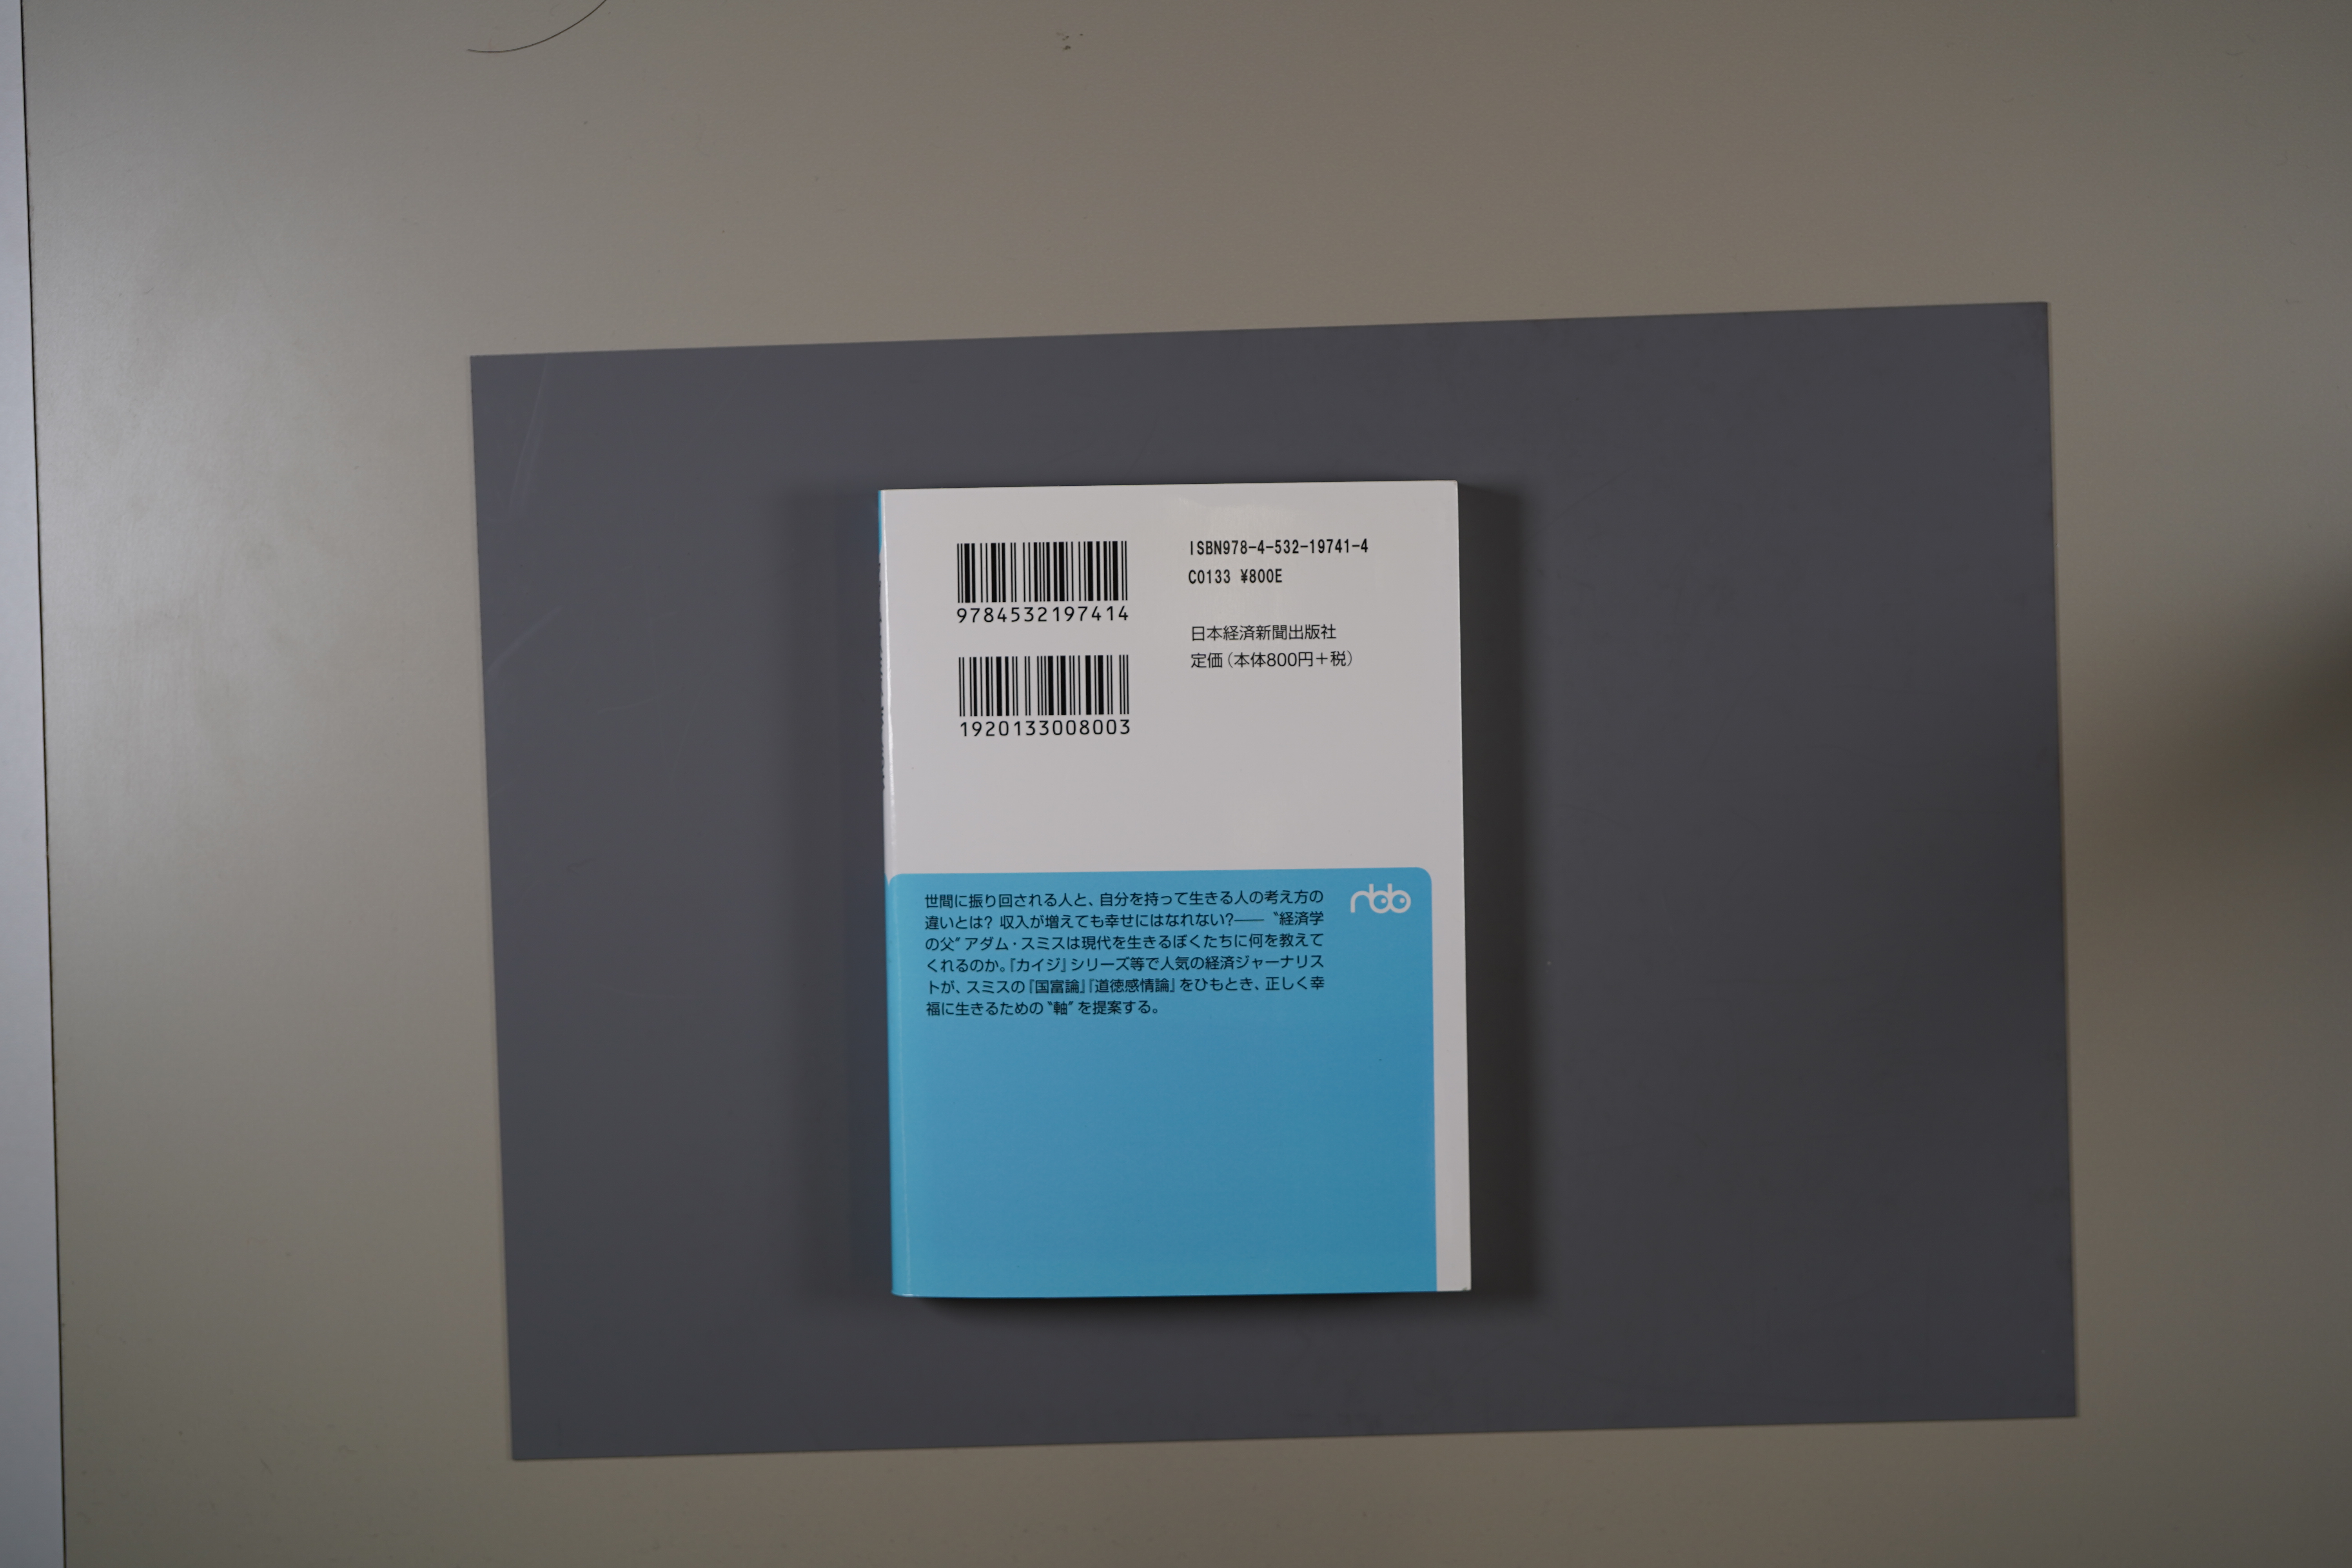 9784532197414
1920133008003
ISBN978-4-532-19741-4
C0133 ¥800E
日本経済新聞出版社
定価（本体800円＋税）
nbb
世間に振り回される人と、自分を持って生きる人の考え方の
違いとは？ 収入が増えても幸せにはなれない？―― 〝経済学
の父〟アダム・スミスは現代を生きるぼくたちに何を教えて
くれるのか。『カイジ』シリーズ等で人気の経済ジャーナリス
トが、スミスの『国富論』『道徳感情論』をひもとき、正しく幸
福に生きるための〝軸〟を提案する。